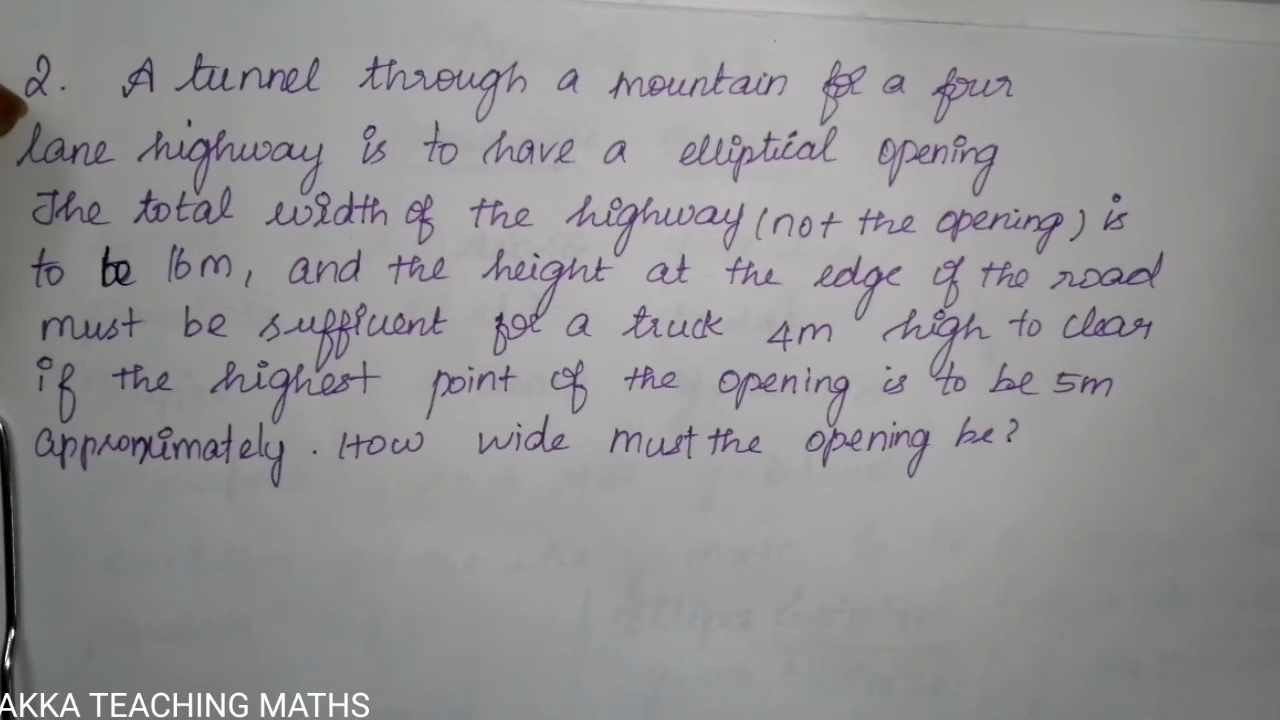 2. A tunnel through a mountain for a four
lane highway is to have a elliptical opening
The total width of the highway (not the opening) is
to be 16m, and the height at the edge of the road
must be sufficient for a truck 4m high to clear
if the highest point of the opening is to be 5m
approximately. How wide must the opening be?
AKKA TEACHING MATHS